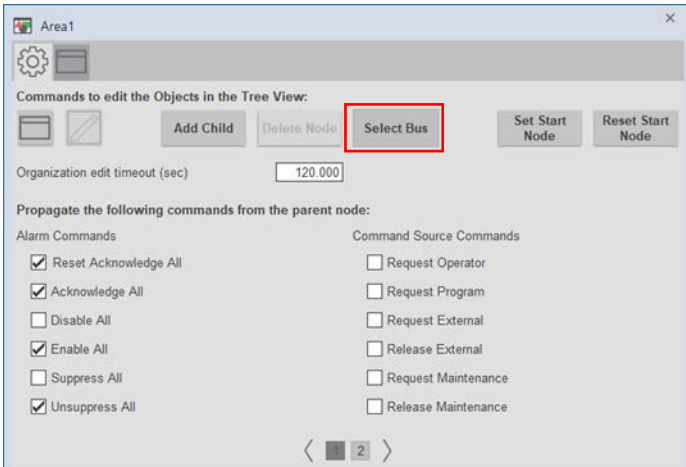 Area1
Commands to edit the Objects in the Tree View:
Add Child Delete Node Select Bus Set Start Node Reset Start Node
Organization edit timeout (sec) 120.000
Propagate the following commands from the parent node:
Alarm Commands Command Source Commands
Reset Acknowledge All Request Operator
Acknowledge All Request Program
Disable All Request External
Enable All Release External
Suppress All Request Maintenance
Unsuppress All Release Maintenance
1 2